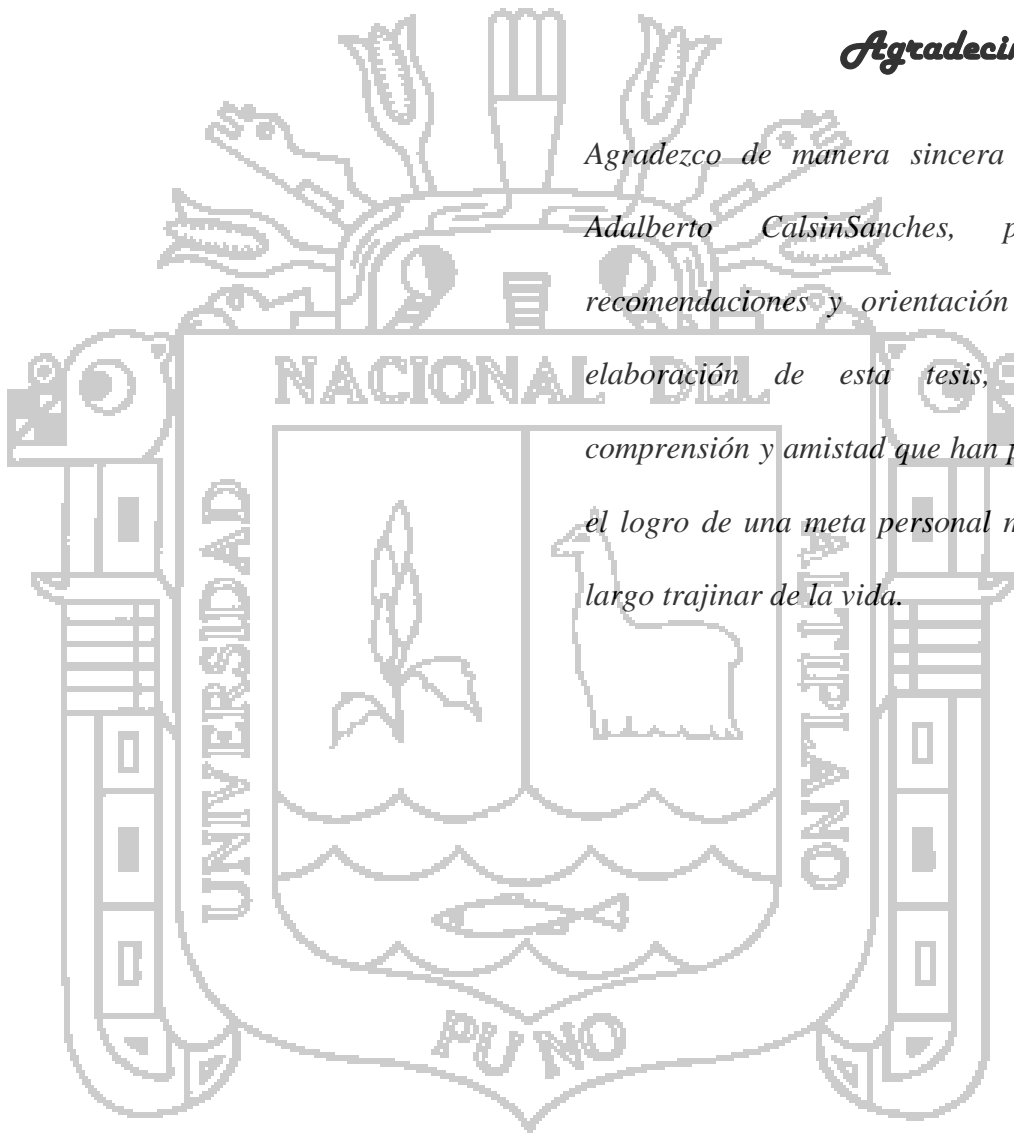 Agradecim
Agradezco de manera sincera
Adalberto CalsinSanches, p
recomendaciones y orientación
elaboración de esta tesis,
comprensión y amistad que han p
el logro de una meta personal m
largo trajinar de la vida.
NACIONAL DEL
UNIVERSIDAD
ALTIPLANO
PUNO